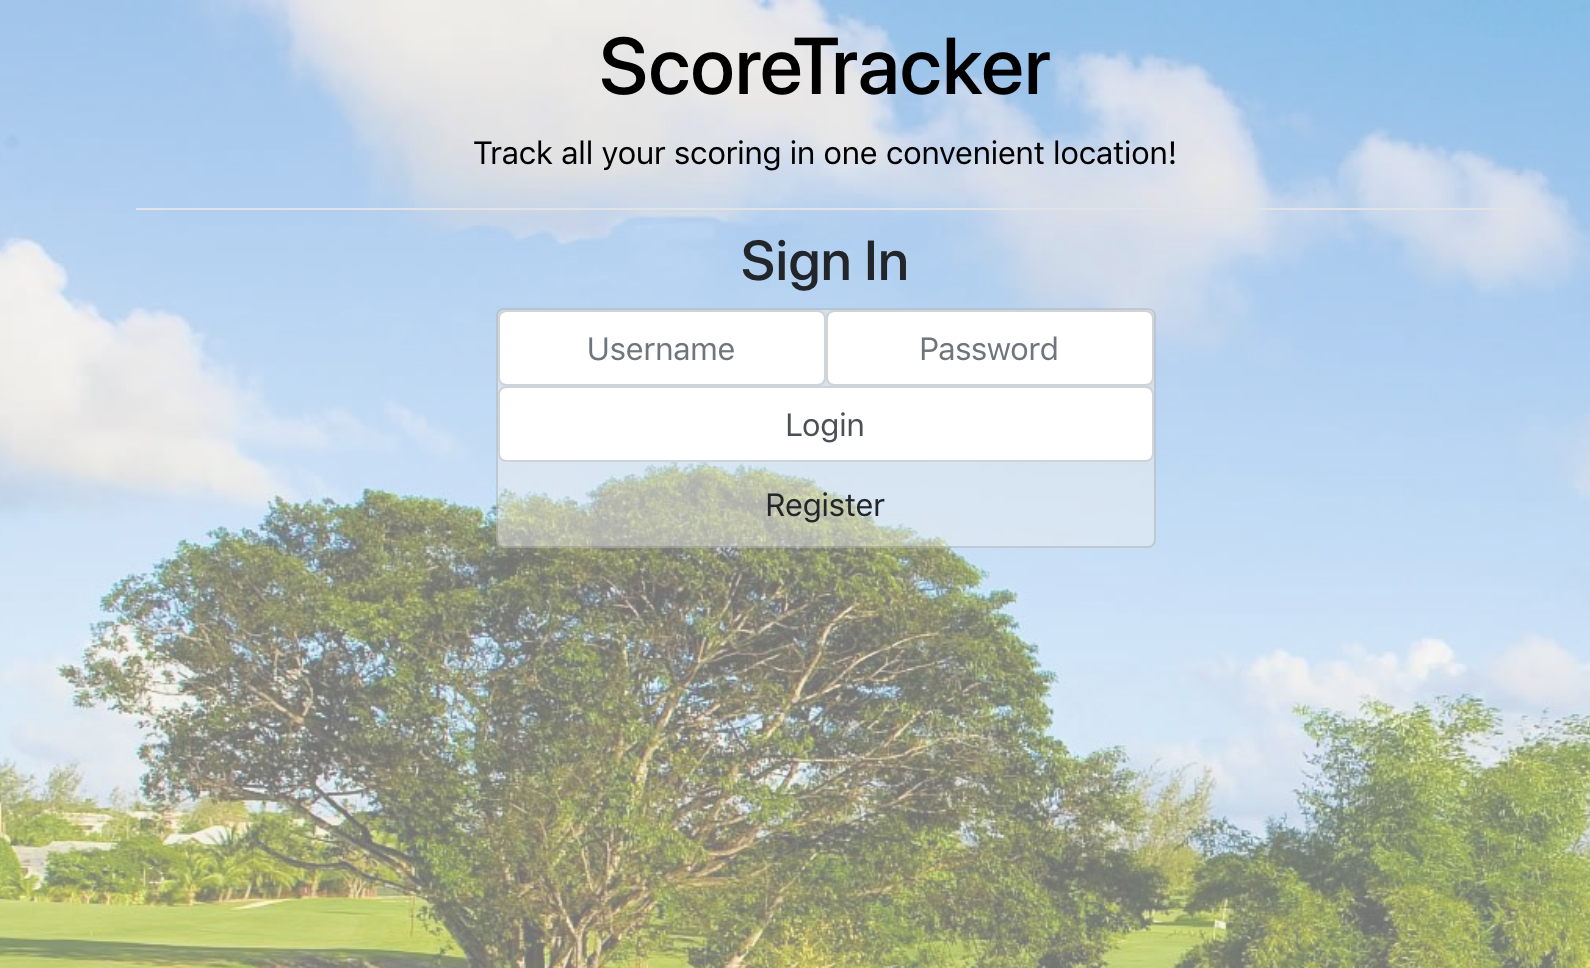 ScoreTracker
Track all your scoring in one convenient location!
Sign In
Username Password
Login
Register